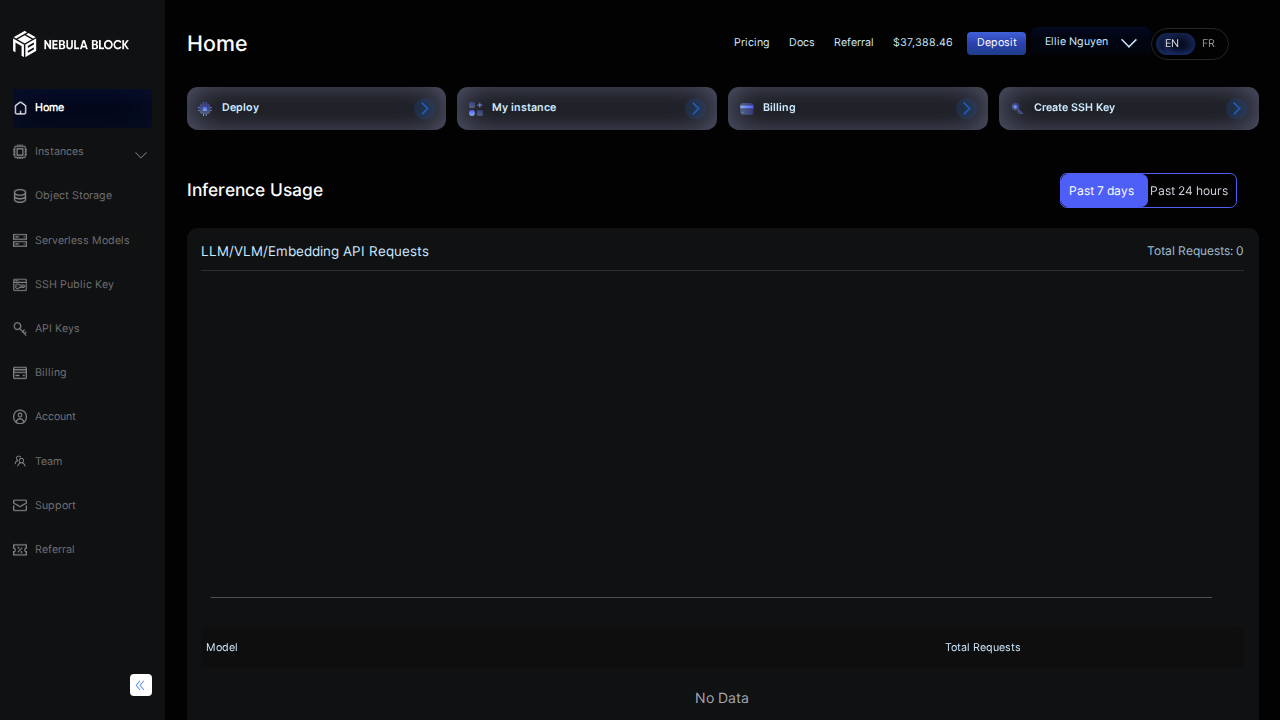 NEBULA BLOCK
Home
Instances
Object Storage
Serverless Models
SSH Public Key
API Keys
Billing
Account
Team
Support
Referral
Home
Pricing
Docs
Referral
$37,388.46
Deposit
Ellie Nguyen
EN
FR
Deploy
My instance
Billing
Create SSH Key
Inference Usage
Past 7 days
Past 24 hours
LLM/VLM/Embedding API Requests
Total Requests: 0
Model
Total Requests
No Data